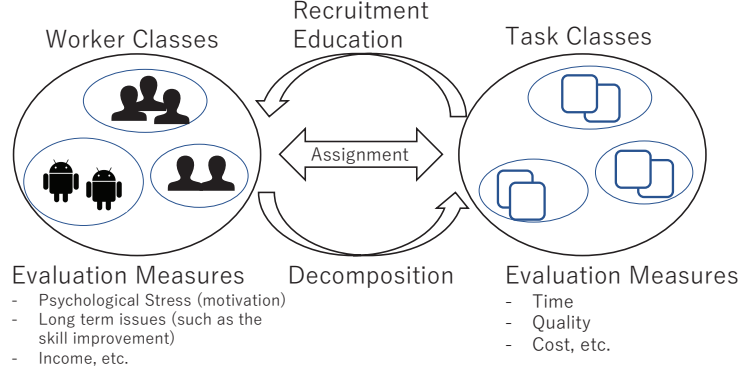 Recruitment
Education
Worker Classes
Task Classes
Assignment
Decomposition
Evaluation Measures
- Psychological Stress (motivation)
- Long term issues (such as the
skill improvement)
- Income, etc.
Evaluation Measures
- Time
- Quality
- Cost, etc.